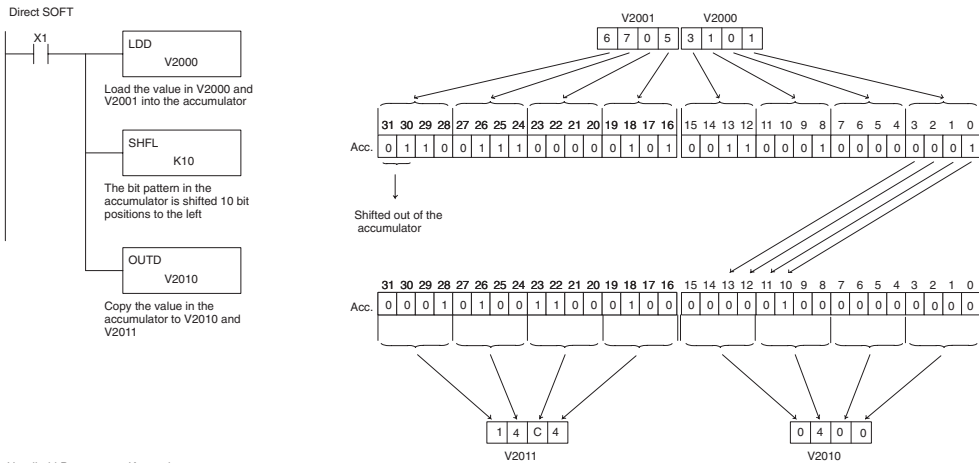 Direct SOFT
X1
LDD
V2000
Load the value in V2000 and
V2001 into the accumulator
SHFL
K10
The bit pattern in the
accumulator is shifted 10 bit
positions to the left
OUTD
V2010
Copy the value in the
accumulator to V2010 and
V2011
V2001 V2000
6 7 0 5 3 1 0 1
31 30 29 28 27 26 25 24 23 22 21 20 19 18 17 16 15 14 13 12 11 10 9 8 7 6 5 4 3 2 1 0
Acc. 0 1 1 0 0 1 1 1 0 0 0 0 0 1 0 1 0 0 1 1 0 0 0 1 0 0 0 0 0 0 0 1
Shifted out of the
accumulator
31 30 29 28 27 26 25 24 23 22 21 20 19 18 17 16 15 14 13 12 11 10 9 8 7 6 5 4 3 2 1 0
Acc. 0 0 0 1 0 1 0 0 1 1 0 0 0 1 0 0 0 0 0 0 0 1 0 0 0 0 0 0 0 0 0 0
1 4 C 4 0 4 0 0
V2011 V2010